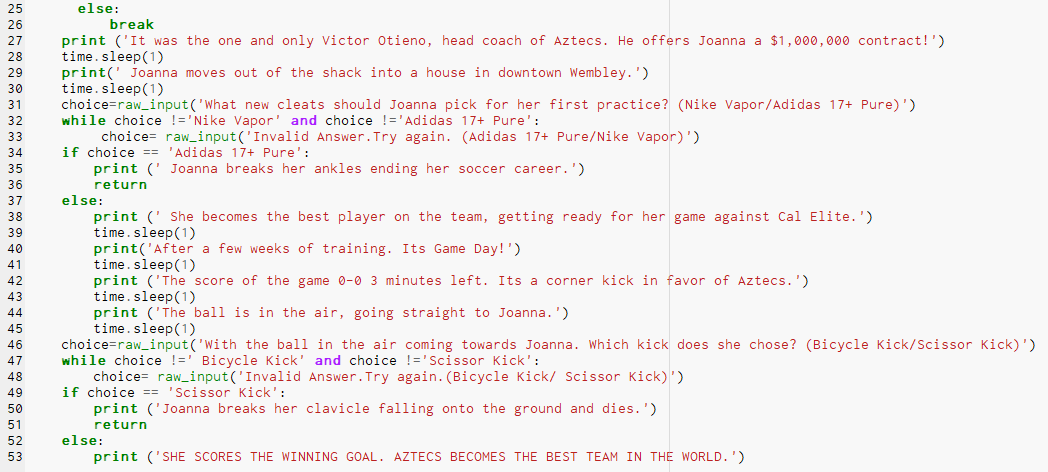 25 else:
26 break
27 print ('It was the one and only Victor Otieno, head coach of Aztecs. He offers Joanna a $1,000,000 contract!')
28 time.sleep(1)
29 print(' Joanna moves out of the shack into a house in downtown Wembley.')
30 time.sleep(1)
31 choice=raw_input('What new cleats should Joanna pick for her first practice? (Nike Vapor/Adidas 17+ Pure)')
32 while choice !='Nike Vapor' and choice !='Adidas 17+ Pure':
33 choice= raw_input('Invalid Answer.Try again. (Adidas 17+ Pure/Nike Vapor)')
34 if choice == 'Adidas 17+ Pure':
35 print (' Joanna breaks her ankles ending her soccer career.')
36 return
37 else:
38 print (' She becomes the best player on the team, getting ready for her game against Cal Elite.')
39 time.sleep(1)
40 print('After a few weeks of training. Its Game Day!')
41 time.sleep(1)
42 print ('The score of the game 0-0 3 minutes left. Its a corner kick in favor of Aztecs.')
43 time.sleep(1)
44 print ('The ball is in the air, going straight to Joanna.')
45 time.sleep(1)
46 choice=raw_input('With the ball in the air coming towards Joanna. Which kick does she chose? (Bicycle Kick/Scissor Kick)')
47 while choice !=' Bicycle Kick' and choice !='Scissor Kick':
48 choice= raw_input('Invalid Answer.Try again.(Bicycle Kick/ Scissor Kick)')
49 if choice == 'Scissor Kick':
50 print ('Joanna breaks her clavicle falling onto the ground and dies.')
51 return
52 else:
53 print ('SHE SCORES THE WINNING GOAL. AZTECS BECOMES THE BEST TEAM IN THE WORLD.')